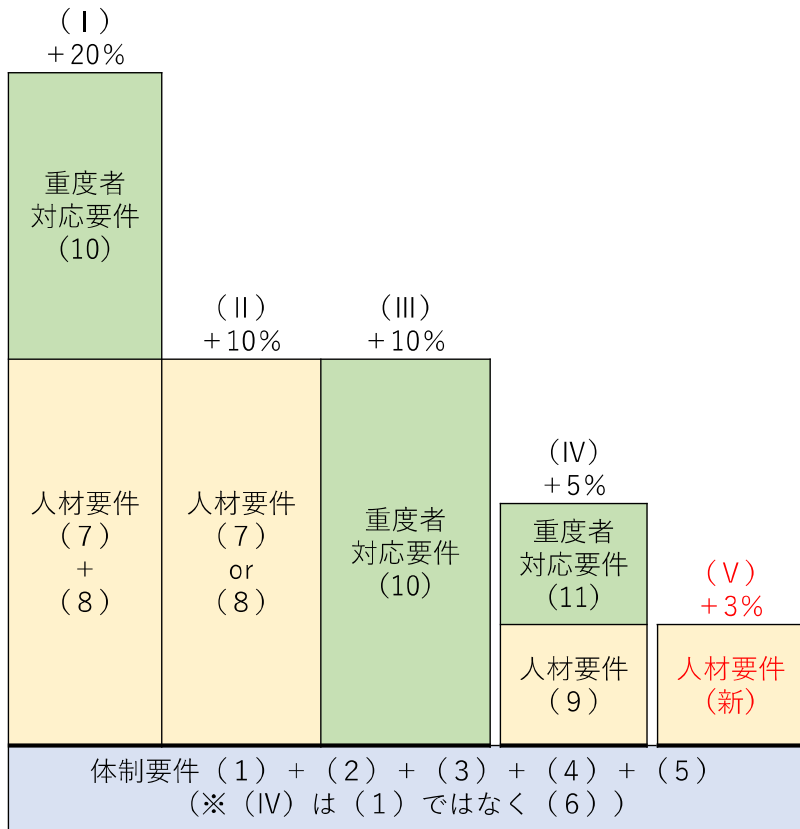 （Ⅰ）
＋20%
重度者
対応要件
（10）
人材要件
（７）
＋
（８）
（Ⅱ）
＋10%
人材要件
（７）
or
（８）
（Ⅲ）
＋10%
重度者
対応要件
（10）
（Ⅳ）
＋5%
重度者
対応要件
（11）
人材要件
（９）
（Ⅴ）
＋3%
人材要件
（新）
体制要件（１）＋（２）＋（３）＋（４）＋（５）
（※（Ⅳ）は（１）ではなく（６））